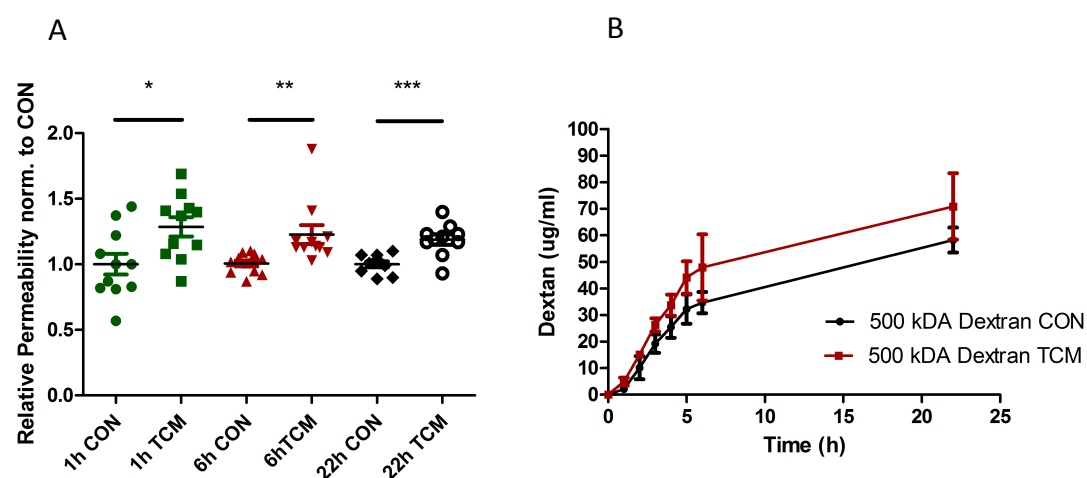 A
B
*
**
***
Relative Permeability norm. to CON
2.0
1.5
1.0
0.5
0.0
1h CON
1h TCM
6h CON
6hTCM
22h CON
22h TCM
Dextan (ug/ml)
100
90
80
70
60
50
40
30
20
10
0
500 kDA Dextran CON
500 kDA Dextran TCM
0
5
10
15
20
25
Time (h)